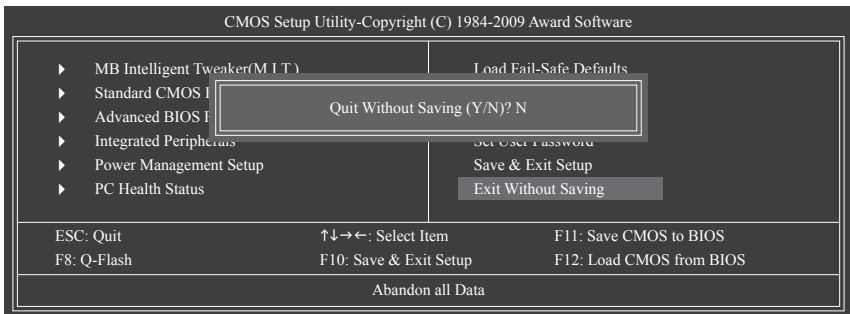 CMOS Setup Utility-Copyright (C) 1984-2009 Award Software
MB Intelligent Tweaker(M.I.T.)
Standard CMOS
Advanced BIOS
Integrated Peripherals
Power Management Setup
PC Health Status
Load Fail-Safe Defaults
Set User Password
Save & Exit Setup
Exit Without Saving
Quit Without Saving (Y/N)? N
ESC: Quit
↑↓→←: Select Item
F11: Save CMOS to BIOS
F8: Q-Flash
F10: Save & Exit Setup
F12: Load CMOS from BIOS
Abandon all Data